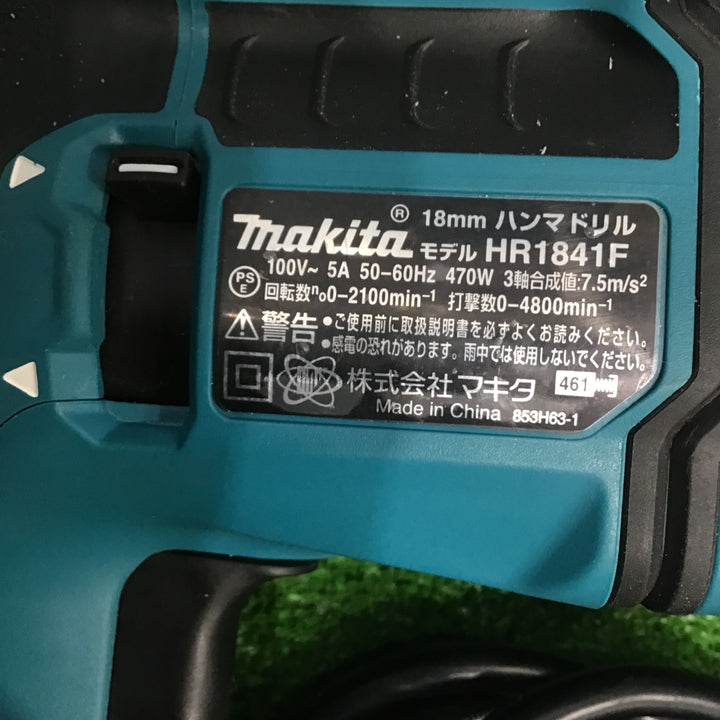 makita® 18mm ハンマドリル
モデル HR1841F
PS E 100V~ 5A 50-60Hz 470W 3軸合成値:7.5m/s²
回転数n₀0-2100min⁻¹ 打撃数0-4800min⁻¹
警告 •ご使用前に取扱説明書を必ずよくお読みください。
•感電の恐れがあります。雨中では使用しないでください。
株式会社 マキタ 461
Made in China 853H63-1